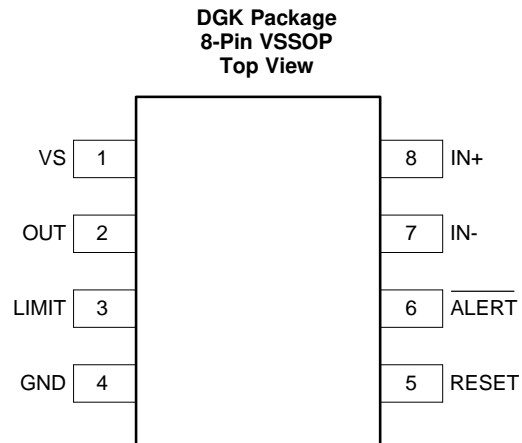 DGK Package
8-Pin VSSOP
Top View
VS 1
8 IN+
OUT 2
7 IN-
LIMIT 3
6 ALERT
GND 4
5 RESET